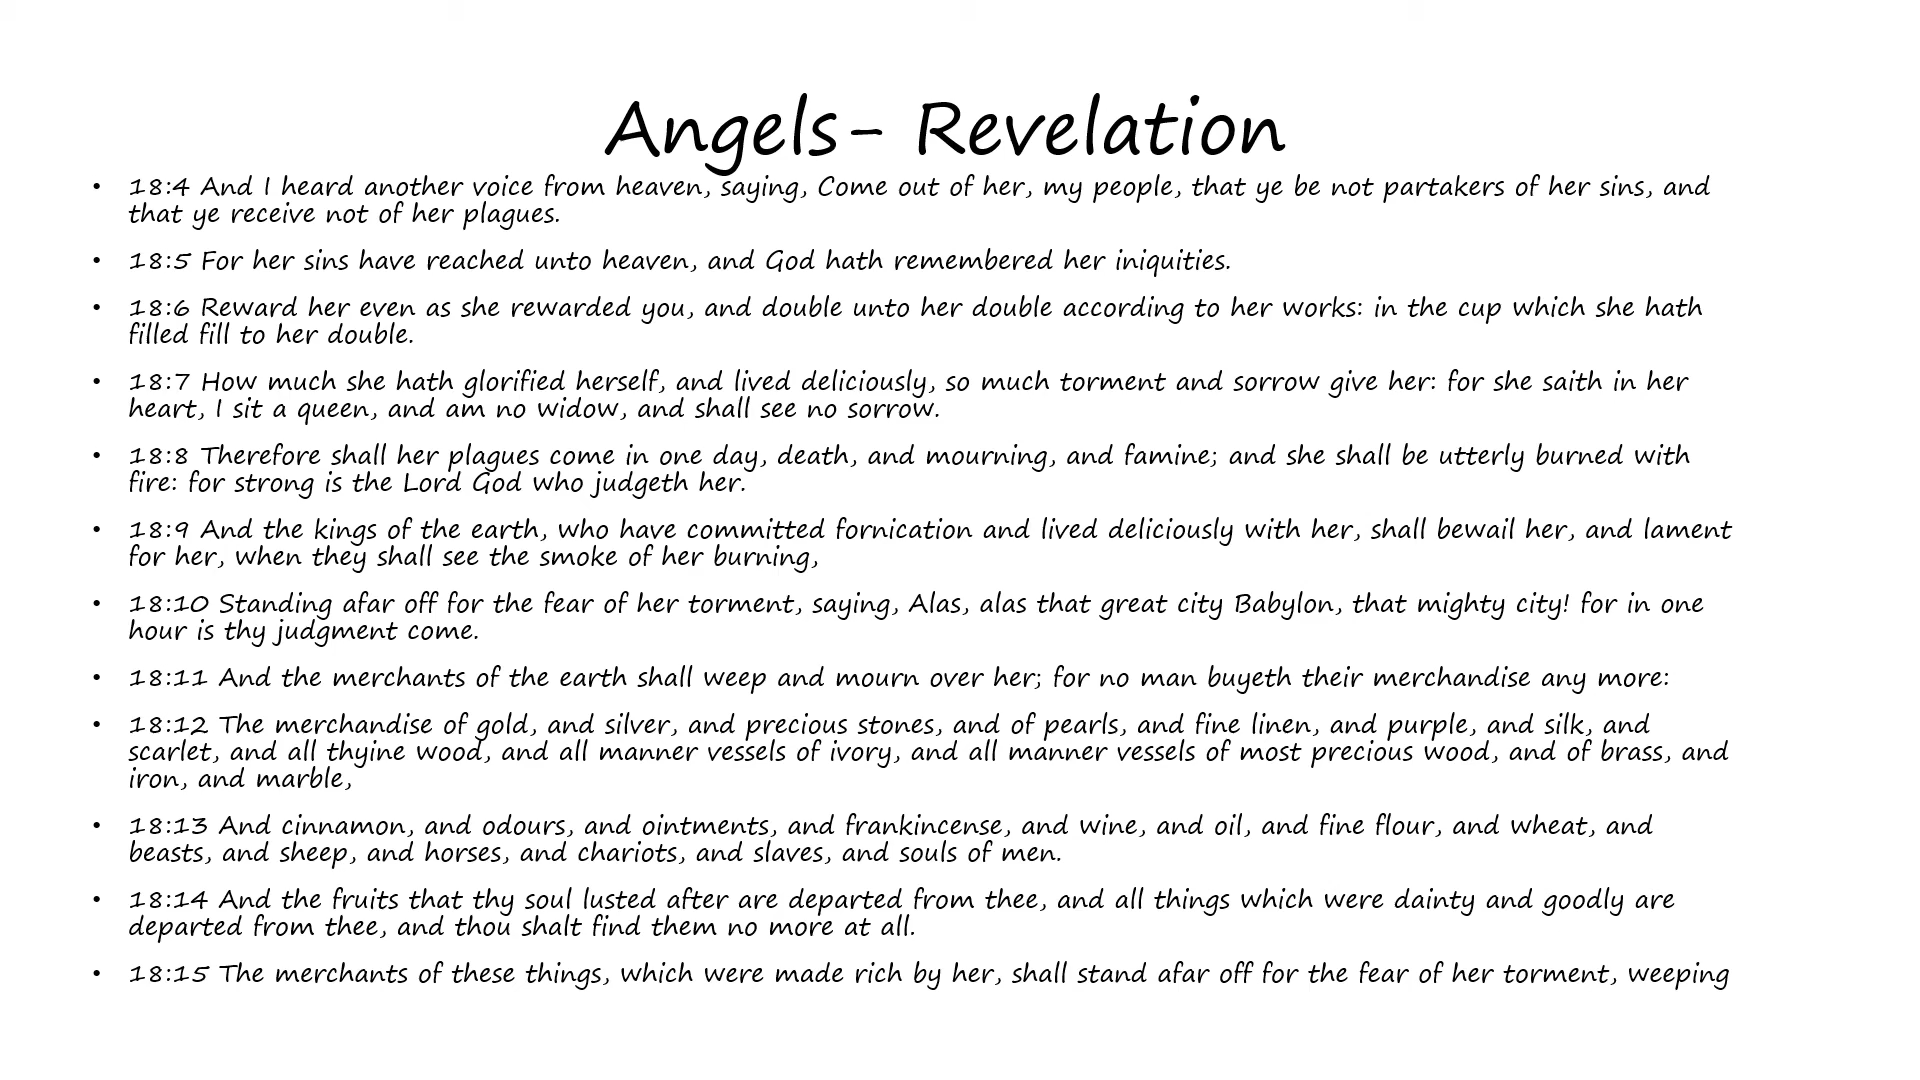 Angels- Revelation
• 18:4 And I heard another voice from heaven, saying, Come out of her, my people, that ye be not partakers of her sins, and
that ye receive not of her plagues.
• 18:5 For her sins have reached unto heaven, and God hath remembered her iniquities.
• 18:6 Reward her even as she rewarded you, and double unto her double according to her works: in the cup which she hath
filled fill to her double.
• 18:7 How much she hath glorified herself, and lived deliciously, so much torment and sorrow give her: for she saith in her
heart, I sit a queen, and am no widow, and shall see no sorrow.
• 18:8 Therefore shall her plagues come in one day, death, and mourning, and famine; and she shall be utterly burned with
fire: for strong is the Lord God who judgeth her.
• 18:9 And the kings of the earth, who have committed fornication and lived deliciously with her, shall bewail her, and lament
for her, when they shall see the smoke of her burning,
• 18:10 Standing afar off for the fear of her torment, saying, Alas, alas that great city Babylon, that mighty city! for in one
hour is thy judgment come.
• 18:11 And the merchants of the earth shall weep and mourn over her; for no man buyeth their merchandise any more:
• 18:12 The merchandise of gold, and silver, and precious stones, and of pearls, and fine linen, and purple, and silk, and
scarlet, and all thyine wood, and all manner vessels of ivory, and all manner vessels of most precious wood, and of brass, and
iron, and marble,
• 18:13 And cinnamon, and odours, and ointments, and frankincense, and wine, and oil, and fine flour, and wheat, and
beasts, and sheep, and horses, and chariots, and slaves, and souls of men.
• 18:14 And the fruits that thy soul lusted after are departed from thee, and all things which were dainty and goodly are
departed from thee, and thou shalt find them no more at all.
• 18:15 The merchants of these things, which were made rich by her, shall stand afar off for the fear of her torment, weeping